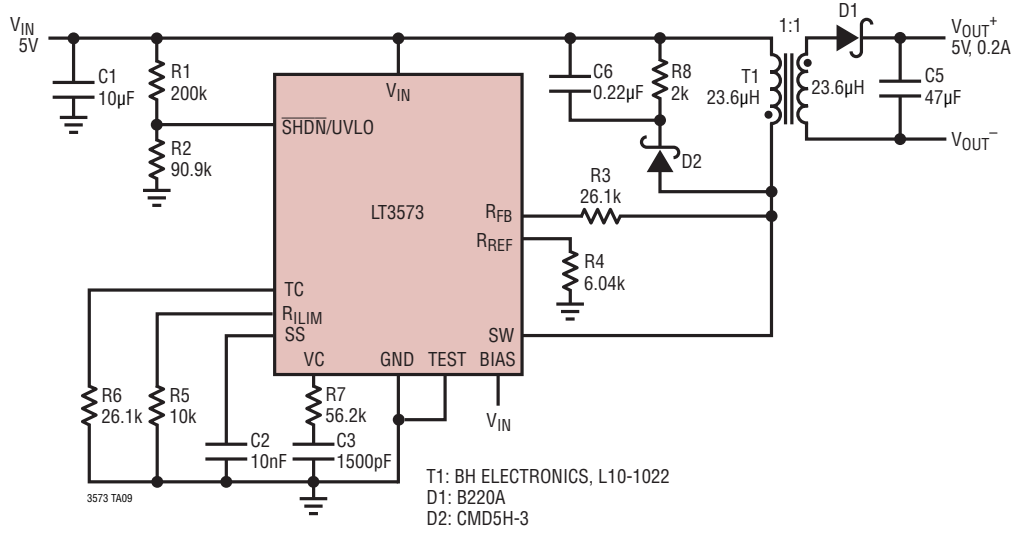 VIN
5V
C1
10µF
R1
200k
R2
90.9k
VIN
SHDN/UVLO
LT3573
RFB
RREF
TC
RILIM
SS
SW
VC
GND
TEST
BIAS
VIN
C6
0.22µF
R8
2k
D2
R3
26.1k
R4
6.04k
T1
23.6µH
1:1
23.6µH
D1
VOUT+
5V, 0.2A
C5
47µF
VOUT–
R6
26.1k
R5
10k
C2
10nF
R7
56.2k
C3
1500pF
3573 TA09
T1: BH ELECTRONICS, L10-1022
D1: B220A
D2: CMD5H-3